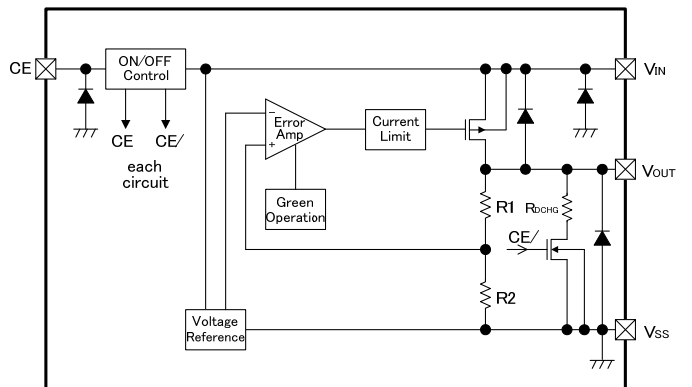 CE
ON/OFF
Control
VIN
CE
CE/
each
circuit
−
Error
Amp
+
Current
Limit
Green
Operation
VOUT
R1
RDCHG
CE/
R2
Voltage
Reference
VSS